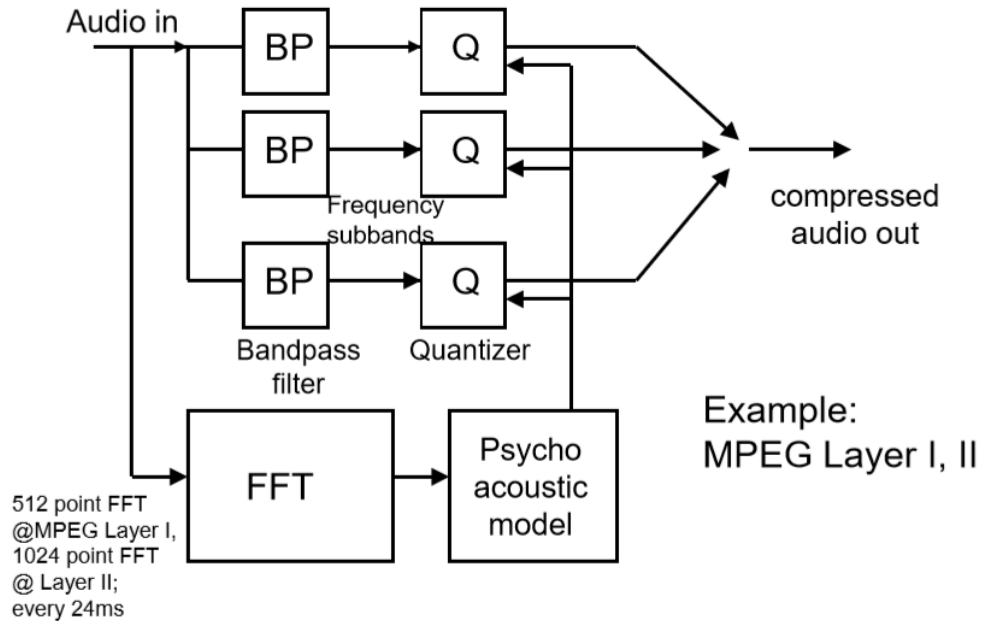 Audio in
BP
Q
BP
Q
Frequency
subbands
BP
Q
Bandpass
filter
Quantizer
compressed
audio out
FFT
Psycho
acoustic
model
Example:
MPEG Layer I, II
512 point FFT
@MPEG Layer I,
1024 point FFT
@ Layer II;
every 24ms